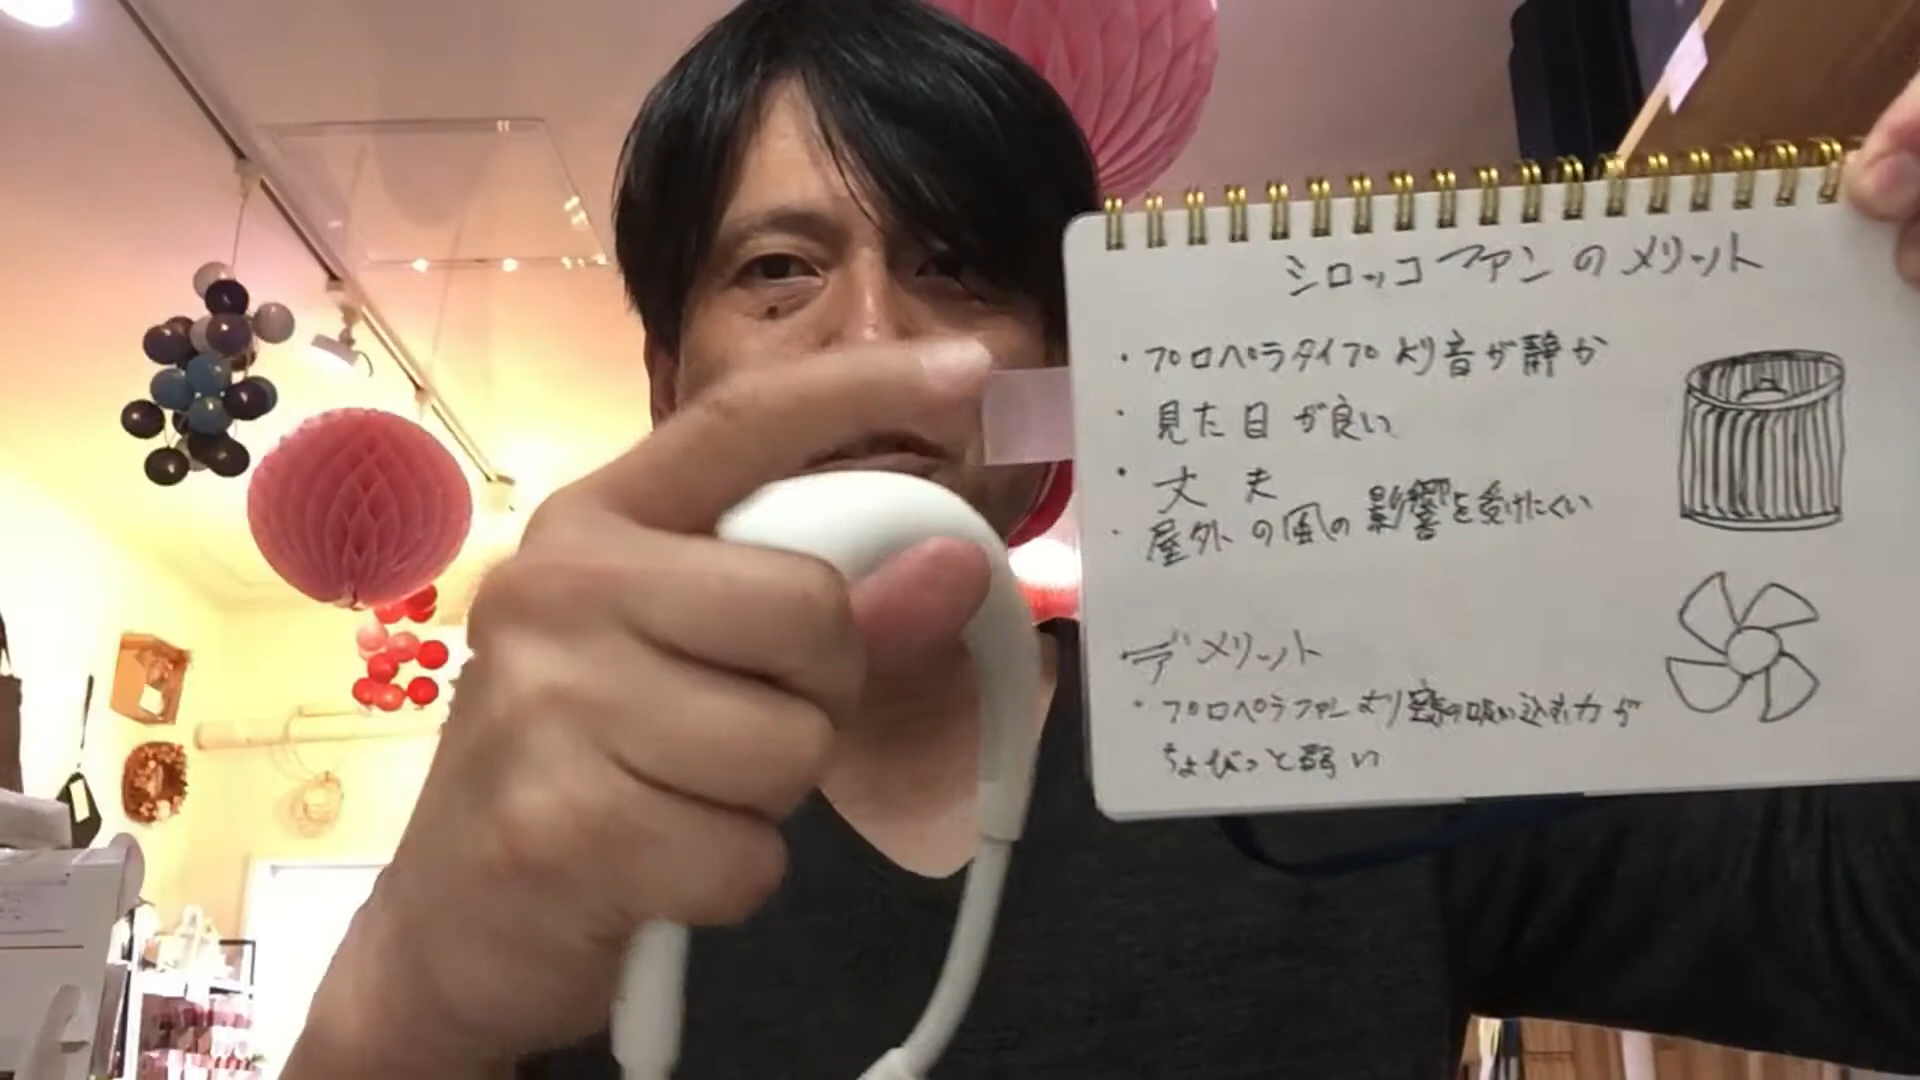 シロッコファンのメリット
・プロペラタイプより音が静か
・見た目が良い
・丈夫
・屋外の風の影響を受けにくい
デメリット
・プロペラファンより空気の吸い込む力が
ちょびっと弱い